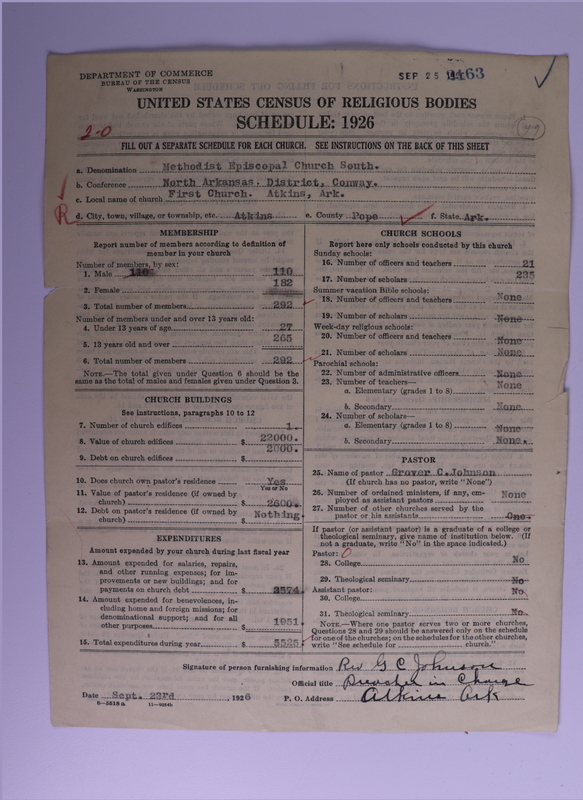 DEPARTMENT OF COMMERCE
BUREAU OF THE CENSUS
WASHINGTON
SEP 25
UNITED STATES CENSUS OF RELIGIOUS BODIES
SCHEDULE: 1926
2-0
FILL OUT A SEPARATE SCHEDULE FOR EACH CHURCH. SEE INSTRUCTIONS ON THE BACK OF THIS SHEET
a. Denomination Methodist Episcopal Church South.
b. Conference North Arkansas. District, Conway.
c. Local name of church First Church. Atkins, Ark.
R d. City, town, village, or township, etc. Atkins e. County Pope f. State Ark.
MEMBERSHIP
Report number of members according to definition of member in your church
Number of members, by sex:
1. Male 110
2. Female 182
3. Total number of members 292
Number of members under and over 13 years old:
4. Under 13 years of age 27
5. 13 years old and over 265
6. Total number of members 292
NOTE.—The total given under Question 6 should be the same as the total of males and females given under Question 3.
CHURCH BUILDINGS
See instructions, paragraphs 10 to 12
7. Number of church edifices 1.
8. Value of church edifices $ 22000.
9. Debt on church edifices $ 2000.
10. Does church own pastor's residence Yes
Yes or No
11. Value of pastor's residence (if owned by church) $ 2600.
12. Debt on pastor's residence (if owned by church) $ Nothing.
EXPENDITURES
Amount expended by your church during last fiscal year
13. Amount expended for salaries, repairs, and other running expenses; for improvements or new buildings; and for payments on church debt $ 3574.
14. Amount expended for benevolences, including home and foreign missions; for denominational support; and for all other purposes $ 1951.
15. Total expenditures during year $ 5525.
CHURCH SCHOOLS
Report here only schools conducted by this church
Sunday schools:
16. Number of officers and teachers 21
17. Number of scholars 235
Summer vacation Bible schools:
18. Number of officers and teachers None
19. Number of scholars None
Week-day religious schools:
20. Number of officers and teachers None
21. Number of scholars None
Parochial schools:
22. Number of administrative officers None
23. Number of teachers—
a. Elementary (grades 1 to 8) None
b. Secondary None
24. Number of scholars—
a. Elementary (grades 1 to 8) None
b. Secondary None.
PASTOR
25. Name of pastor Grover C. Johnson
(If church has no pastor, write "None")
26. Number of ordained ministers, if any, employed as assistant pastors None
27. Number of other churches served by the pastor or his assistants One.
If pastor (or assistant pastor) is a graduate of a college or theological seminary, give name of institution below. (If not a graduate, write "No" in the space indicated.)
Pastor: 0
28. College No
29. Theological seminary No
Assistant pastor:
30. College No
31. Theological seminary No
NOTE.—Where one pastor serves two or more churches, Questions 28 and 29 should be answered only on the schedule for one of the churches; on the schedules for the other churches, write "See schedule for church."
Signature of person furnishing information Rev G C Johnson
Official title Preacher in Charge
Date Sept. 23rd, 1926 P. O. Address Atkins Ark
8-5513a 11-9284b